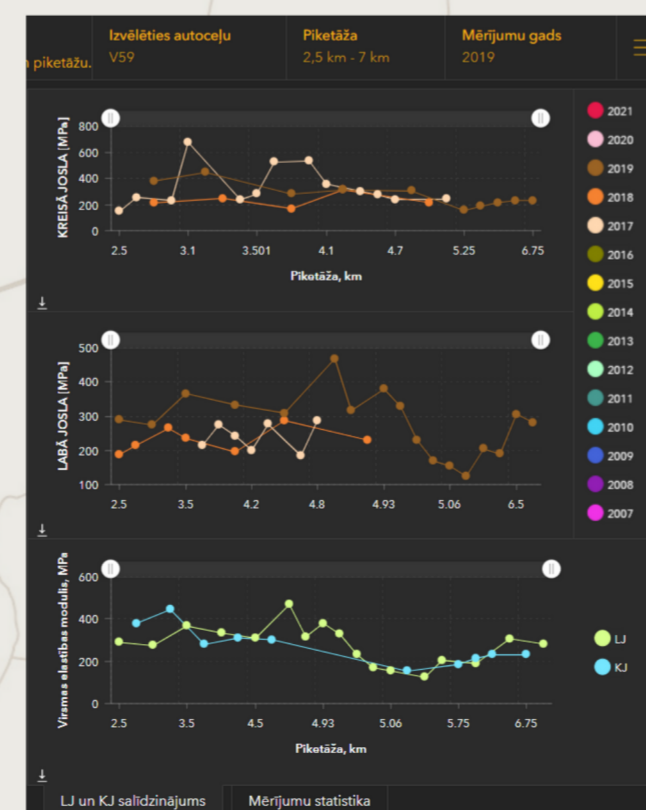 Izvēlēties autoceļu
Piketāža
Mērījumu gads
piketāžu.
V59
2,5 km - 7 km
2019
KREISĀ JOSLA [MPa]
800
600
400
200
0
2.5 3.1 3.501 4.1 4.7 5.25 6.75
Piketāža, km
LABĀ JOSLA [MPa]
500
400
300
200
100
2.5 3.5 4.2 4.8 4.93 5.06 6.5
Virsmas elastības modulis, MPa
600
400
200
0
2.5 3.5 4.5 4.93 5.06 5.75 6.75
Piketāža, km
2021
2020
2019
2018
2017
2016
2015
2014
2013
2012
2011
2010
2009
2008
2007
LJ
KJ
LJ un KJ salīdzinājums
Mērījumu statistika